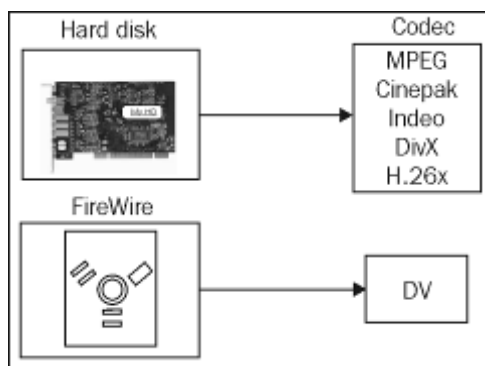 Hard disk
Codec
MPEG
Cinepak
Indeo
DivX
H.26x
FireWire
DV